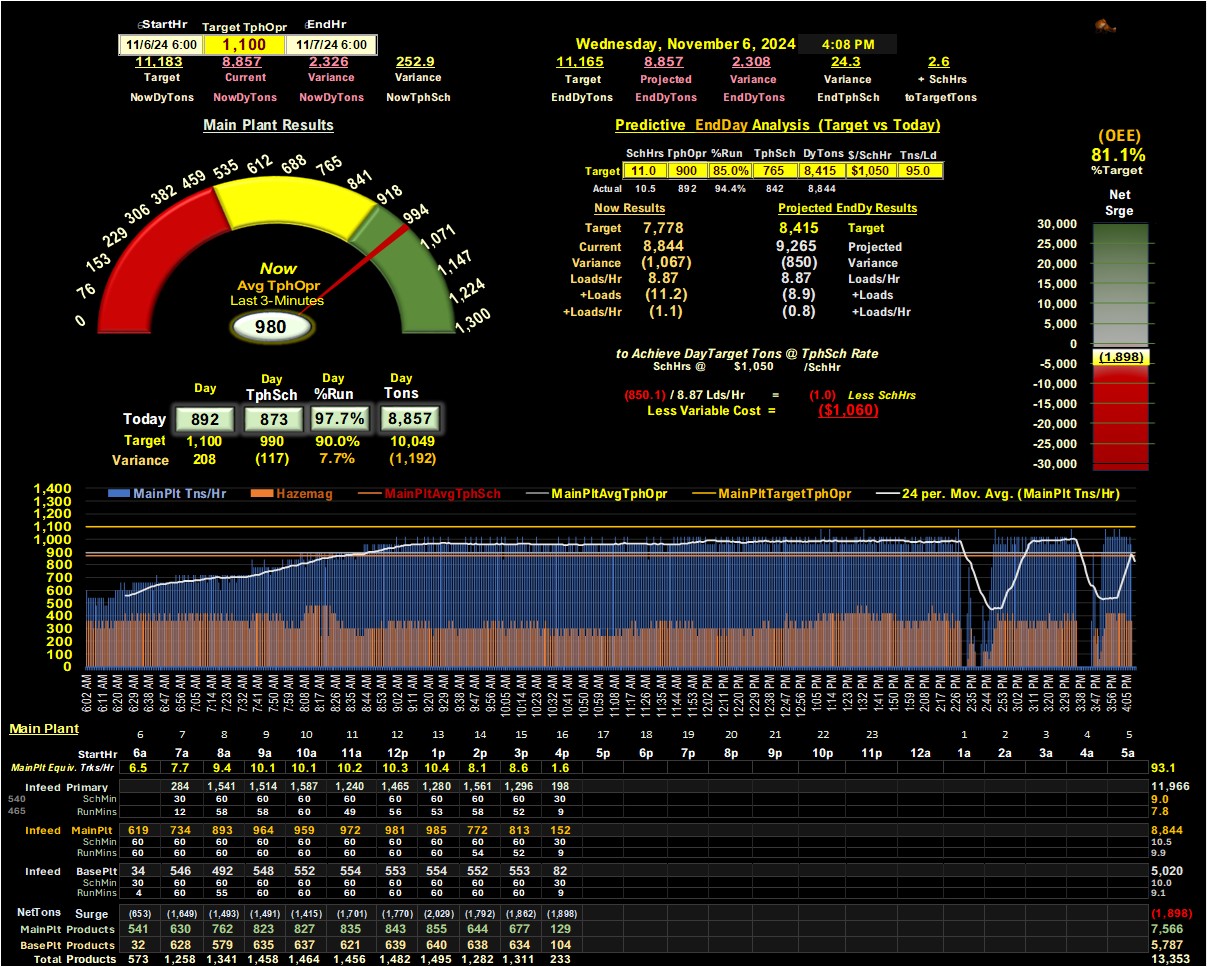 StartHr Target TphOpr EndHr
11/6/24 6:00 1,100 11/7/24 6:00
Wednesday, November 6, 2024 4:08 PM
11,183 8,857 2,326 252.9 11,165 8,857 2,308 24.3 2.6
Target Current Variance Variance Target Projected Variance Variance + SchHrs
NowDyTons NowDyTons NowDyTons NowTphSch EndDyTons EndDyTons EndDyTons EndTphSch toTargetTons
Main Plant Results
Predictive EndDay Analysis (Target vs Today)
(OEE)
81.1%
%Target
SchHrs TphOpr %Run TphSch DyTons $/SchHr Tns/Ld
Target 11.0 900 85.0% 765 8,415 $1,050 95.0
Actual 10.5 892 94.4% 842 8,844
Now Results Projected EndDy Results
Target 7,778 8,415 Target
Current 8,844 9,265 Projected
Variance (1,067) (850) Variance
Loads/Hr 8.87 8.87 Loads/Hr
+Loads (11.2) (8.9) +Loads
+Loads/Hr (1.1) (0.8) +Loads/Hr
to Achieve DayTarget Tons @ TphSch Rate
SchHrs @ $1,050 /SchHr
(850.1) / 8.87 Lds/Hr = (1.0) Less SchHrs
Less Variable Cost = ($1,060)
0 76 153 229 306 382 459 535 612 688 765 841 918 994 1,071 1,147 1,224 1,300
Now
Avg TphOpr
Last 3-Minutes
980
Net
Srge
30,000
25,000
20,000
15,000
10,000
5,000
0
(1,898)
-5,000
-10,000
-15,000
-20,000
-25,000
-30,000
Day Day Day Day
TphSch %Run Tons
Today 892 873 97.7% 8,857
Target 1,100 990 90.0% 10,049
Variance 208 (117) 7.7% (1,192)
MainPlt Tns/Hr Hazemag MainPltAvgTphSch MainPltAvgTphOpr MainPltTargetTphOpr 24 per. Mov. Avg. (MainPlt Tns/Hr)
1,400
1,300
1,200
1,100
1,000
900
800
700
600
500
400
300
200
100
0
6:02 AM 6:11 AM 6:20 AM 6:29 AM 6:38 AM 6:47 AM 6:56 AM 7:05 AM 7:14 AM 7:23 AM 7:32 AM 7:41 AM 7:50 AM 7:59 AM 8:08 AM 8:17 AM 8:26 AM 8:35 AM 8:44 AM 8:53 AM 9:02 AM 9:11 AM 9:20 AM 9:29 AM 9:38 AM 9:47 AM 9:56 AM 10:05 AM 10:14 AM 10:23 AM 10:32 AM 10:41 AM 10:50 AM 10:59 AM 11:08 AM 11:17 AM 11:26 AM 11:35 AM 11:44 AM 11:53 AM 12:02 PM 12:11 PM 12:20 PM 12:29 PM 12:38 PM 12:47 PM 12:56 PM 1:05 PM 1:14 PM 1:23 PM 1:32 PM 1:41 PM 1:50 PM 1:59 PM 2:08 PM 2:17 PM 2:26 PM 2:35 PM 2:44 PM 2:53 PM 3:02 PM 3:11 PM 3:20 PM 3:29 PM 3:38 PM 3:47 PM 3:56 PM 4:05 PM
Main Plant 6 7 8 9 10 11 12 13 14 15 16 17 18 19 20 21 22 23 1 2 3 4 5
StartHr 6a 7a 8a 9a 10a 11a 12p 1p 2p 3p 4p 5p 6p 7p 8p 9p 10p 11p 12a 1a 2a 3a 4a 5a
MainPlt Equiv. Trks/Hr 6.5 7.7 9.4 10.1 10.1 10.2 10.3 10.4 8.1 8.6 1.6 93.1
Infeed Primary 284 1,541 1,514 1,587 1,240 1,465 1,280 1,561 1,296 198 11,966
540 SchMin 30 60 60 60 60 60 60 60 60 30 9.0
465 RunMins 12 58 58 60 49 56 53 58 52 9 7.8
Infeed MainPlt 619 734 893 964 959 972 981 985 772 813 152 8,844
SchMin 60 60 60 60 60 60 60 60 60 60 30 10.5
RunMins 60 60 60 60 60 60 60 60 54 52 9 9.9
Infeed BasePlt 34 546 492 548 552 554 553 554 552 553 82 5,020
SchMin 30 60 60 60 60 60 60 60 60 60 30 10.0
RunMins 4 60 55 60 60 60 60 60 60 60 9 9.1
NetTons Surge (653) (1,649) (1,493) (1,491) (1,415) (1,701) (1,770) (2,029) (1,792) (1,862) (1,898) (1,898)
MainPlt Products 541 630 762 823 827 835 843 855 644 677 129 7,566
BasePlt Products 32 628 579 635 637 621 639 640 638 634 104 5,787
Total Products 573 1,258 1,341 1,458 1,464 1,456 1,482 1,495 1,282 1,311 233 13,353